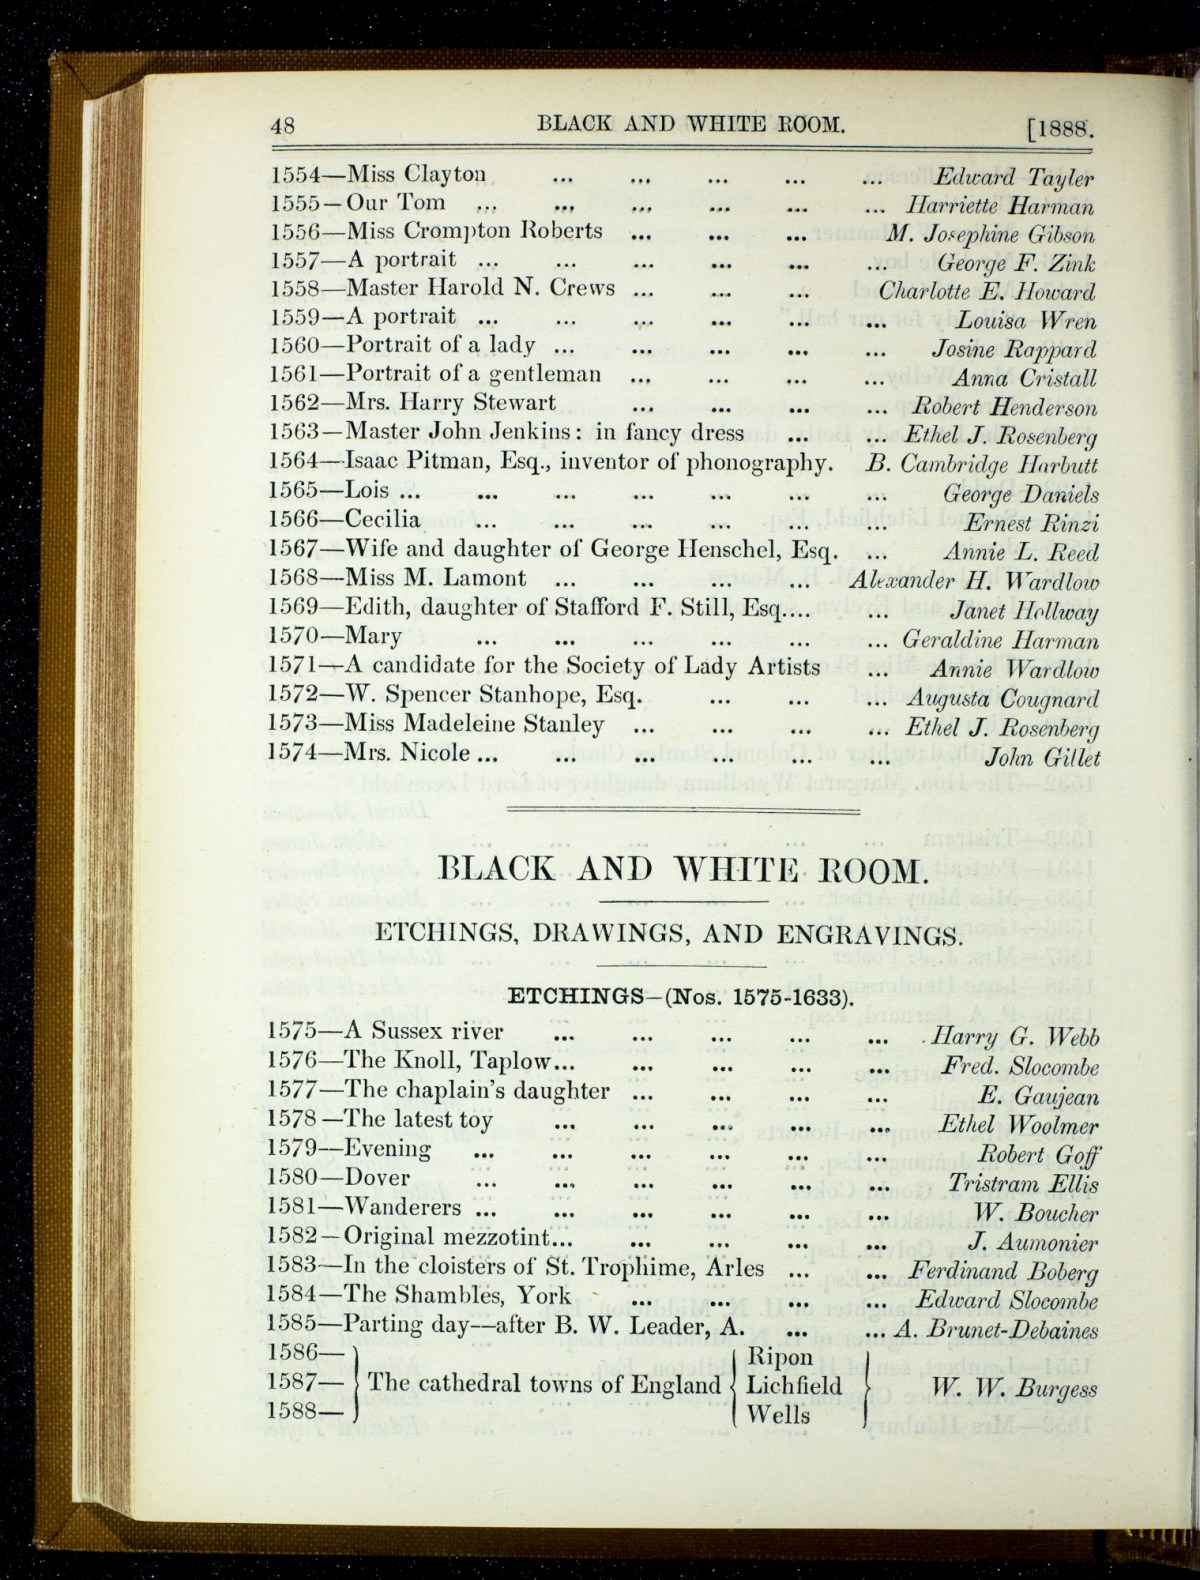 48 BLACK AND WHITE ROOM. [1888.
1554—Miss Clayton ... ... ... ... ... Edward Tayler
1555—Our Tom ... ... ... ... ... ... Harriette Harman
1556—Miss Crompton Roberts ... ... ... M. Josephine Gibson
1557—A portrait ... ... ... ... ... ... George F. Zink
1558—Master Harold N. Crews ... ... ... Charlotte E. Howard
1559—A portrait ... ... ... ... ... ... Louisa Wren
1560—Portrait of a lady ... ... ... ... ... Josine Rappard
1561—Portrait of a gentleman ... ... ... ... Anna Cristall
1562—Mrs. Harry Stewart ... ... ... ... Robert Henderson
1563—Master John Jenkins: in fancy dress ... ... Ethel J. Rosenberg
1564—Isaac Pitman, Esq., inventor of phonography. B. Cambridge Harbutt
1565—Lois ... ... ... ... ... ... ... George Daniels
1566—Cecilia ... ... ... ... ... ... Ernest Rinzi
1567—Wife and daughter of George Henschel, Esq. ... Annie L. Reed
1568—Miss M. Lamont ... ... ... ... Alexander H. Wardlow
1569—Edith, daughter of Stafford F. Still, Esq.... ... Janet Hollway
1570—Mary ... ... ... ... ... ... Geraldine Harman
1571—A candidate for the Society of Lady Artists ... Annie Wardlow
1572—W. Spencer Stanhope, Esq. ... ... ... Augusta Cougnard
1573—Miss Madeleine Stanley ... ... ... ... Ethel J. Rosenberg
1574—Mrs. Nicole ... ... ... ... ... ... John Gillet
BLACK AND WHITE ROOM.
ETCHINGS, DRAWINGS, AND ENGRAVINGS.
ETCHINGS—(Nos. 1575-1633).
1575—A Sussex river ... ... ... ... ... Harry G. Webb
1576—The Knoll, Taplow... ... ... ... ... Fred. Slocombe
1577—The chaplain's daughter ... ... ... ... E. Gaujean
1578—The latest toy ... ... ... ... ... Ethel Woolmer
1579—Evening ... ... ... ... ... ... Robert Goff
1580—Dover ... ... ... ... ... ... Tristram Ellis
1581—Wanderers ... ... ... ... ... ... W. Boucher
1582—Original mezzotint... ... ... ... ... J. Aumonier
1583—In the cloisters of St. Trophime, Arles ... ... Ferdinand Boberg
1584—The Shambles, York ... ... ... ... Edward Slocombe
1585—Parting day—after B. W. Leader, A. ... ... A. Brunet-Debaines
1586— Ripon
1587— The cathedral towns of England Lichfield W. W. Burgess
1588— Wells